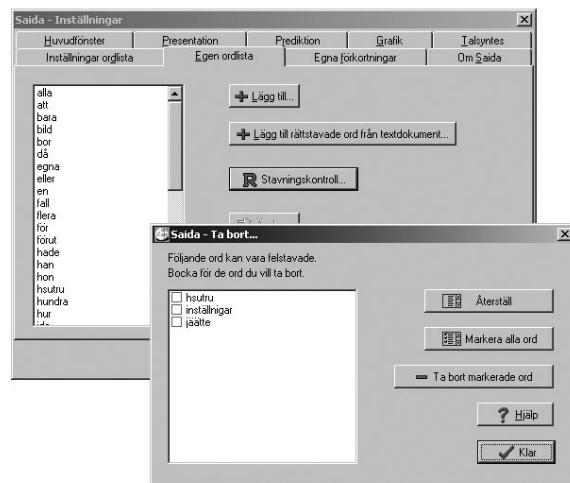 Saida - Inställningar
Huvudfönster Presentation Prediktion Grafik Talsyntes
Inställningar ordlista Egen ordlista Egna förkortningar Om Saida
alla
att
bara
bild
bor
då
egna
eller
en
fall
flera
för
förut
hade
han
hon
hsutru
hundra
hur
Lägg till...
Lägg till rättstavade ord från textdokument...
Stavningskontroll...
Saida - Ta bort...
Följande ord kan vara felstavade.
Bocka för de ord du vill ta bort.
hsutru
inställnigar
jäätte
Återställ
Markera alla ord
Ta bort markerade ord
Hjälp
Klar